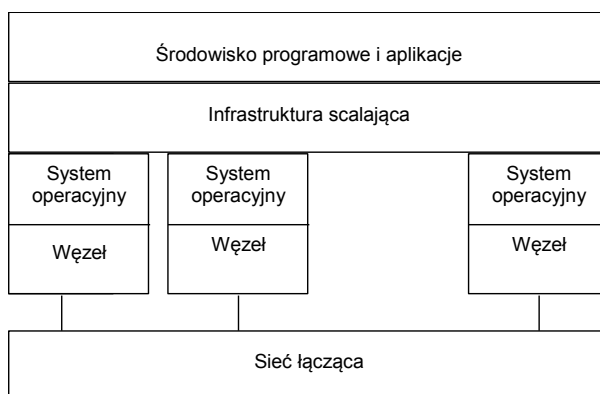 Środowisko programowe i aplikacje
Infrastruktura scalająca
System
operacyjny
Węzeł
System
operacyjny
Węzeł
System
operacyjny
Węzeł
Sieć łącząca